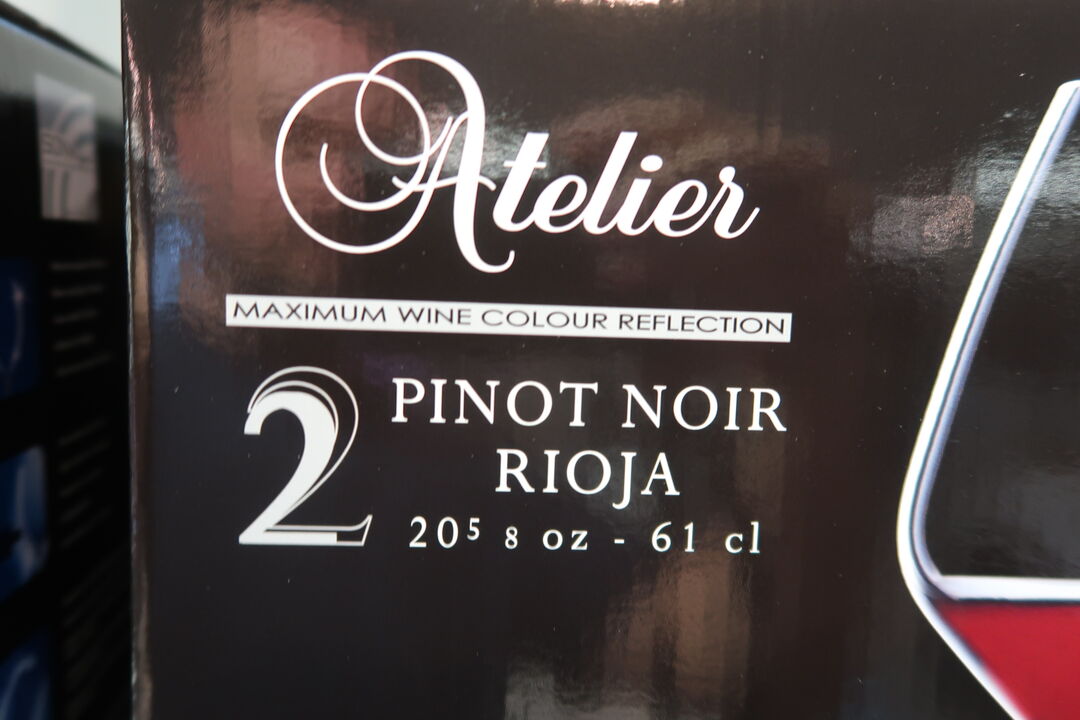 Atelier
MAXIMUM WINE COLOUR REFLECTION
2
PINOT NOIR
RIOJA
20⁵ 8 oz - 61 cl